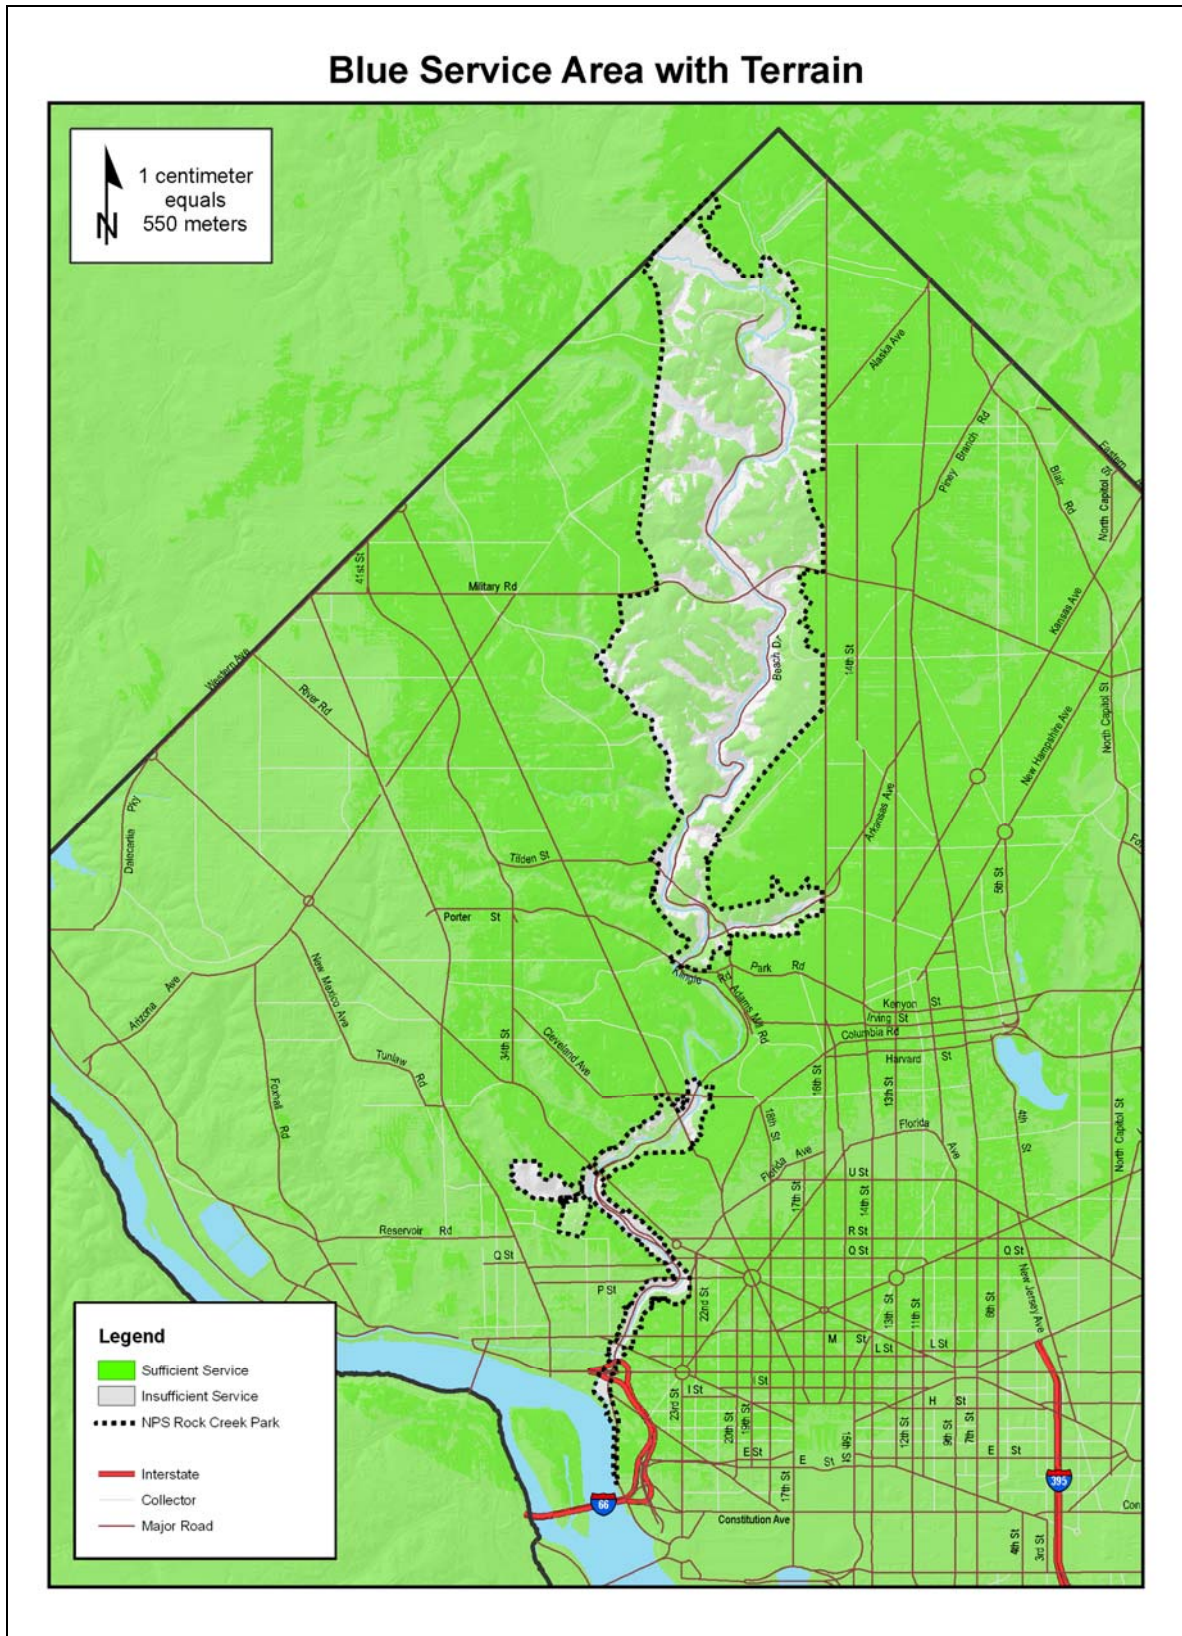 Blue Service Area with Terrain
1 centimeter
equals
550 meters
N
Alaska Ave
Piney Branch Rd
Eastern
Blair Rd
North Capitol St
41st St
Military Rd
Kansas Ave
Beach Dr
14th St
Western Ave
River Rd
North Capitol St
New Hampshire Ave
Dalecarlia Pky
Arkansas Ave
Tilden St
5th St
Porter St
New Mexico Ave
Klingle Rd
Park Rd
Arizona Ave
Adams Mill Rd
Kenyon St
Irving St
Columbia Rd
Harvard St
34th St
Cleveland Ave
Tunlaw Rd
Foxhall Rd
16th St
13th St
18th St
Florida Ave
4th St
North Capitol St
Florida Ave
U St
17th St
14th St
Reservoir Rd
R St
Q St
Q St
Q St
P St
22nd St
13th St
11th St
8th St
New Jersey Ave
M St
L St
L St
I St
I St
23rd St
20th St
19th St
H St
15th St
12th St
9th St
7th St
E St
E St
E St
17th St
66
395
Constitution Ave
Con
4th St
3rd St
Legend
Sufficient Service
Insufficient Service
NPS Rock Creek Park
Interstate
Collector
Major Road